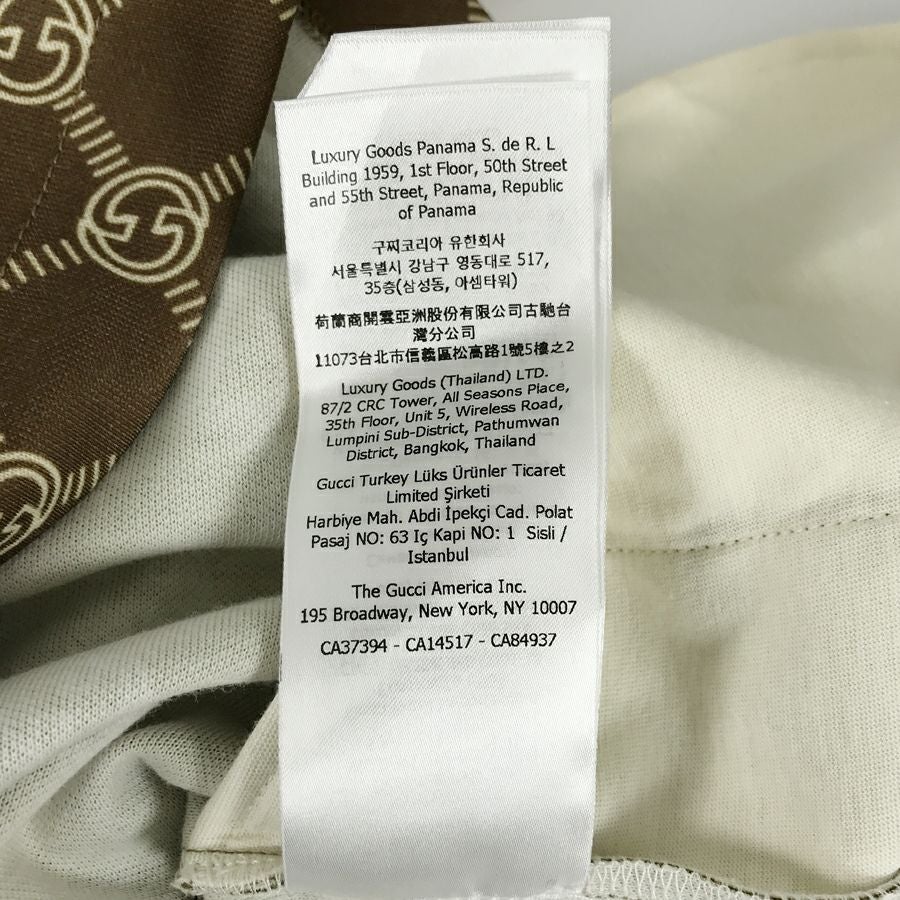 Luxury Goods Panama S. de R. L
Building 1959, 1st Floor, 50th Street
and 55th Street, Panama, Republic
of Panama
구찌코리아 유한회사
서울특별시 강남구 영동대로 517,
35층(삼성동, 아셈타워)
荷蘭商開雲亞洲股份有限公司古馳台
灣分公司
11073台北市信義區松高路1號5樓之2
Luxury Goods (Thailand) LTD.
87/2 CRC Tower, All Seasons Place,
35th Floor, Unit 5, Wireless Road,
Lumpini Sub-District, Pathumwan
District, Bangkok, Thailand
Gucci Turkey Lüks Ürünler Ticaret
Limited Şirketi
Harbiye Mah. Abdi İpekçi Cad. Polat
Pasaj NO: 63 Iç Kapi NO: 1 Sisli /
Istanbul
The Gucci America Inc.
195 Broadway, New York, NY 10007
CA37394 - CA14517 - CA84937